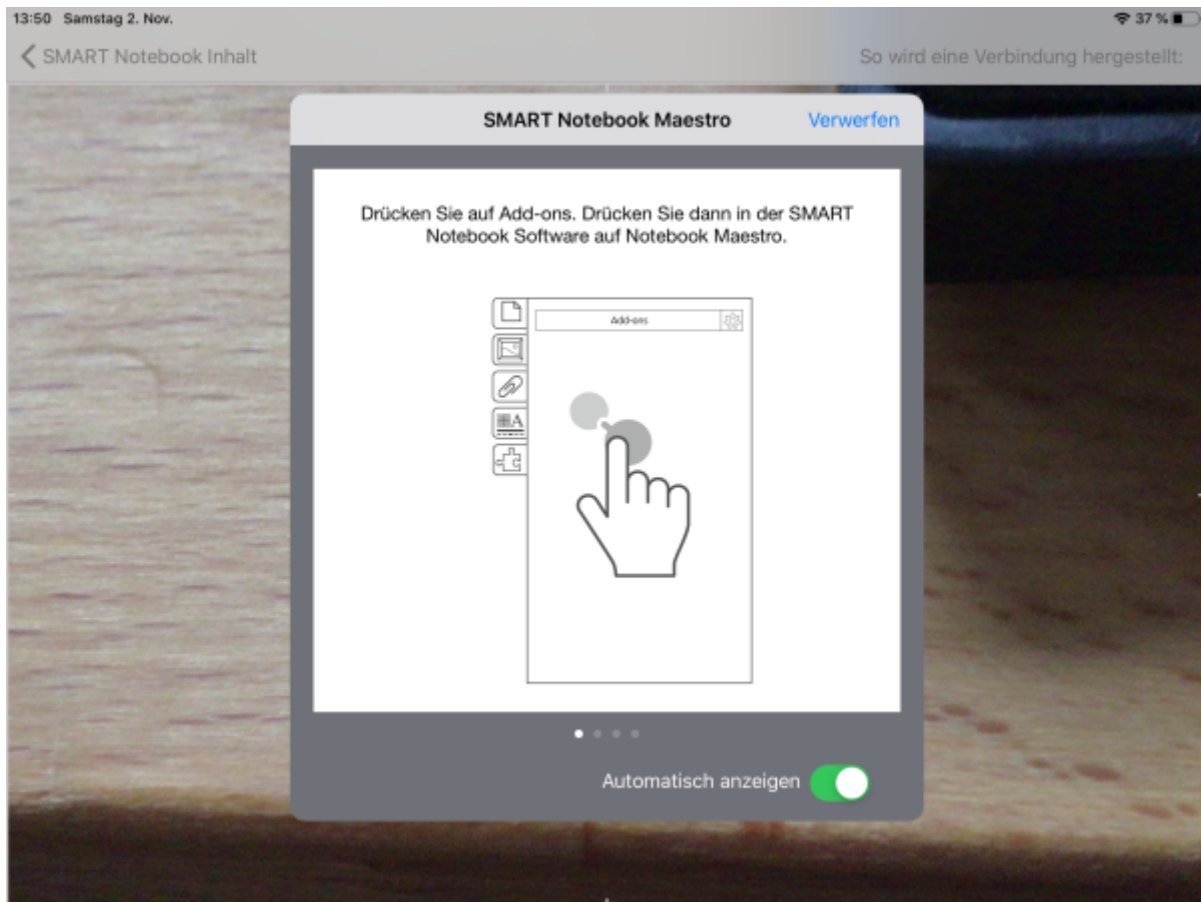 13:50 Samstag 2. Nov.
37 %
SMART Notebook Inhalt
So wird eine Verbindung hergestellt:
SMART Notebook Maestro
Verwerfen
Drücken Sie auf Add-ons. Drücken Sie dann in der SMART
Notebook Software auf Notebook Maestro.
Add-ons
A
Automatisch anzeigen